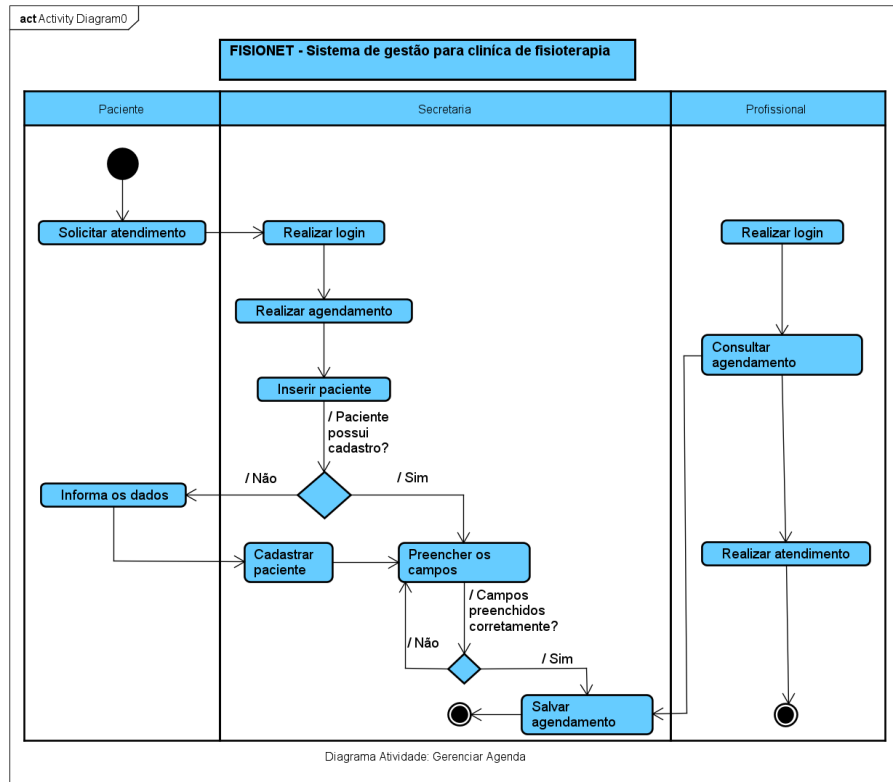 act Activity Diagram0
FISIONET - Sistema de gestão para cliníca de fisioterapia
Paciente
Secretaria
Profissional
Solicitar atendimento
Realizar login
Realizar login
Realizar agendamento
Consultar
agendamento
Inserir paciente
/ Paciente
possui
cadastro?
/ Não
/ Sim
Informa os dados
Cadastrar
paciente
Preencher os
campos
Realizar atendimento
/ Campos
preenchidos
corretamente?
/ Não
/ Sim
Salvar
agendamento
Diagrama Atividade: Gerenciar Agenda